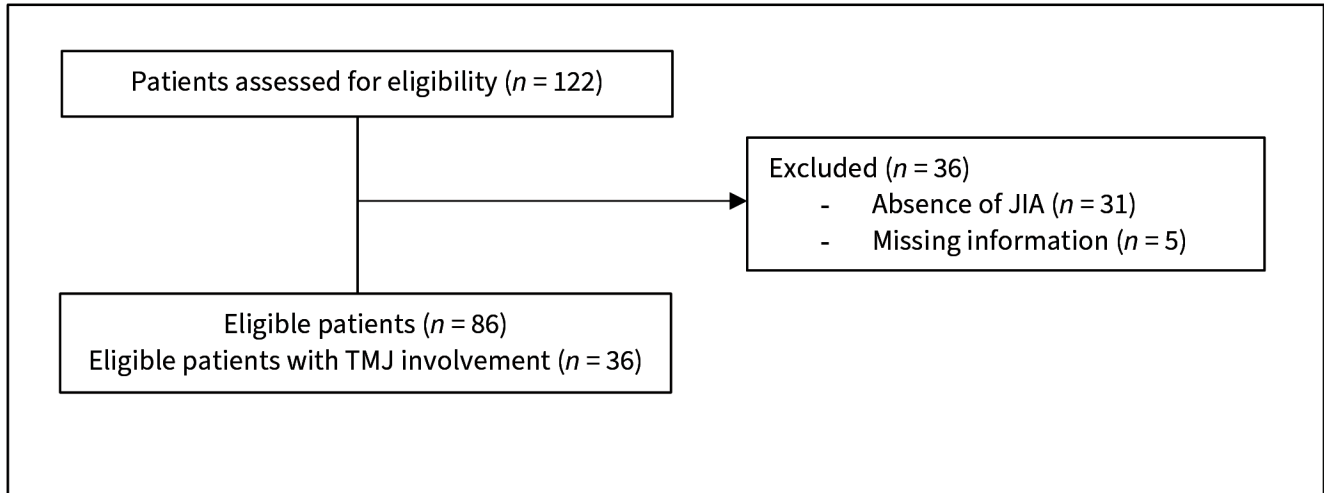 Patients assessed for eligibility (n = 122)
Excluded (n = 36)
- Absence of JIA (n = 31)
- Missing information (n = 5)
Eligible patients (n = 86)
Eligible patients with TMJ involvement (n = 36)